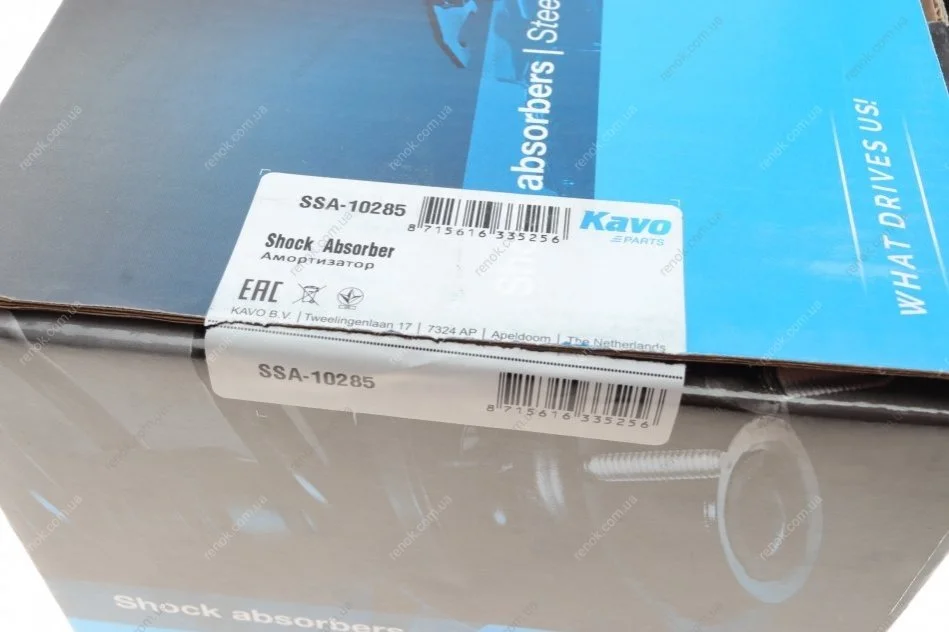 absorbers | Stee
WHAT DRIVES US!
SSA-10285
8 715616 335256
Kavo
PARTS
Shock Absorber
Амортизатор
EAC
KAVO B.V. | Tweelingenlaan 17 | 7324 AP | Apeldoorn | The Netherlands
SSA-10285
8 715616 335256
Shock absorbers
renok.com.ua